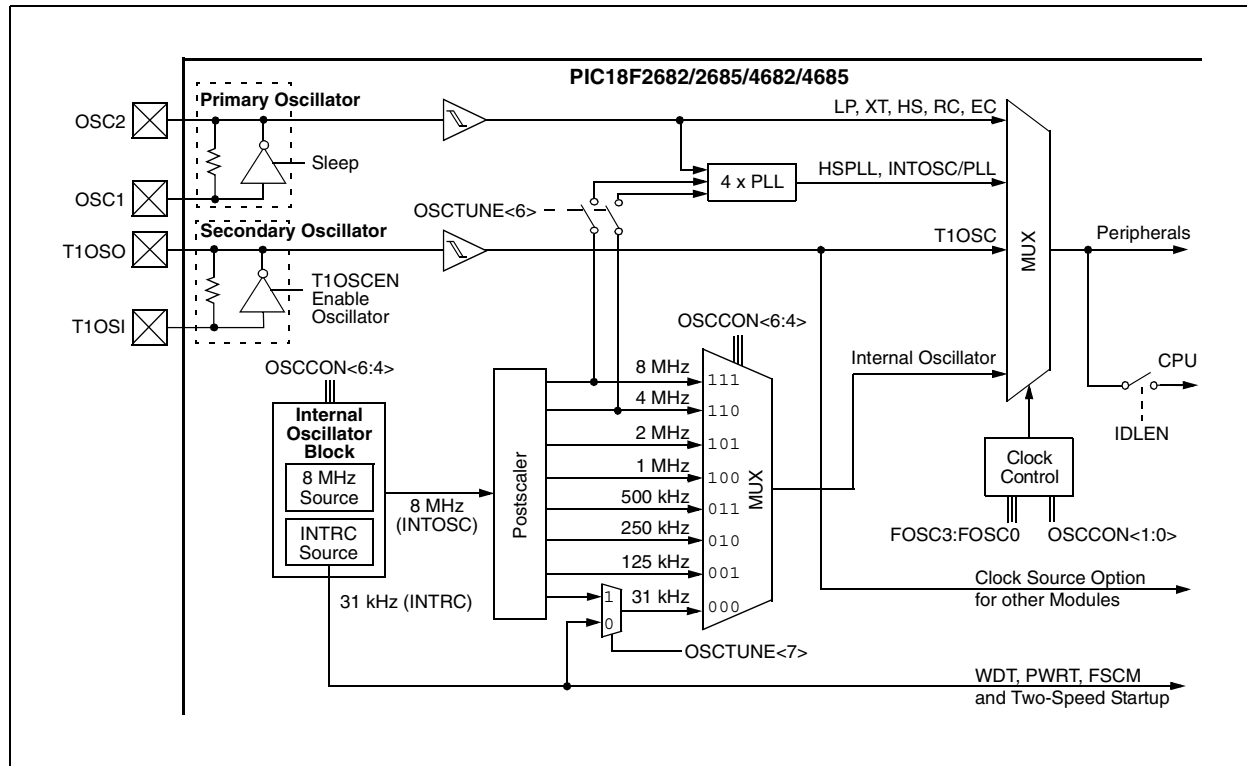 PIC18F2682/2685/4682/4685
Primary Oscillator
OSC2
Sleep
OSC1
LP, XT, HS, RC, EC
4 x PLL
HSPLL, INTOSC/PLL
OSCTUNE<6>
Secondary Oscillator
T1OSO
T1OSCEN
Enable
Oscillator
T1OSI
T1OSC
MUX
Peripherals
OSCCON<6:4>
OSCCON<6:4>
Internal Oscillator
CPU
IDLEN
Internal
Oscillator
Block
8 MHz
Source
INTRC
Source
8 MHz
(INTOSC)
31 kHz (INTRC)
Postscaler
8 MHz
111
4 MHz
110
2 MHz
101
1 MHz
100
500 kHz
011
250 kHz
010
125 kHz
001
1
0
31 kHz
000
MUX
OSCTUNE<7>
Clock
Control
FOSC3:FOSC0
OSCCON<1:0>
Clock Source Option
for other Modules
WDT, PWRT, FSCM
and Two-Speed Startup